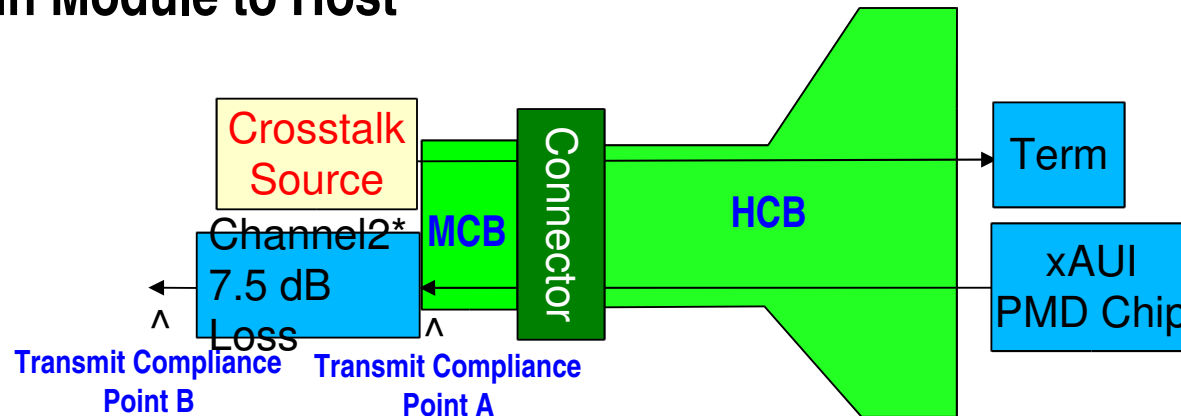 Module to Host
Crosstalk
Source
Connector
Term
Channel2*
7.5 dB
Loss
MCB
HCB
xAUI
PMD Chip
^
^
Transmit Compliance
Point B
Transmit Compliance
Point A